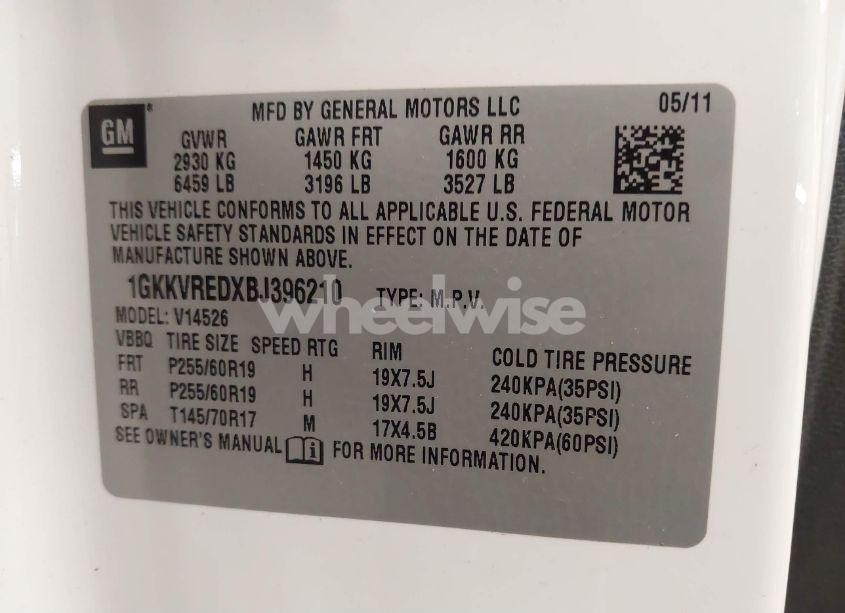 GM
MFD BY GENERAL MOTORS LLC 05/11
GVWR GAWR FRT GAWR RR
2930 KG 1450 KG 1600 KG
6459 LB 3196 LB 3527 LB
THIS VEHICLE CONFORMS TO ALL APPLICABLE U.S. FEDERAL MOTOR
VEHICLE SAFETY STANDARDS IN EFFECT ON THE DATE OF
MANUFACTURE SHOWN ABOVE.
1GKKVREDXBJ396210 TYPE: M.P.V.
wheelwise
MODEL: V14526
VBBQ TIRE SIZE SPEED RTG RIM COLD TIRE PRESSURE
FRT P255/60R19 H 19X7.5J 240KPA(35PSI)
RR P255/60R19 H 19X7.5J 240KPA(35PSI)
SPA T145/70R17 M 17X4.5B 420KPA(60PSI)
SEE OWNER'S MANUAL i FOR MORE INFORMATION.